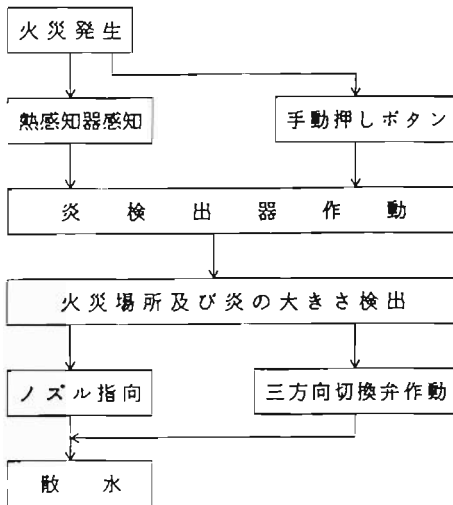 火災発生
熱感知器感知
手動押しボタン
炎検出器作動
火災場所及び炎の大きさ検出
ノズル指向
三方向切換弁作動
散水